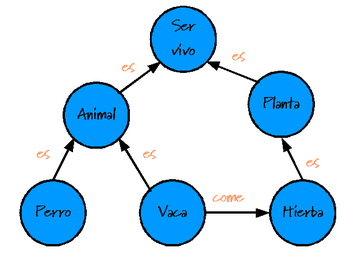 Ser
vivo
es
es
Animal
Planta
es
es
es
Perro
Vaca
come
Hierba